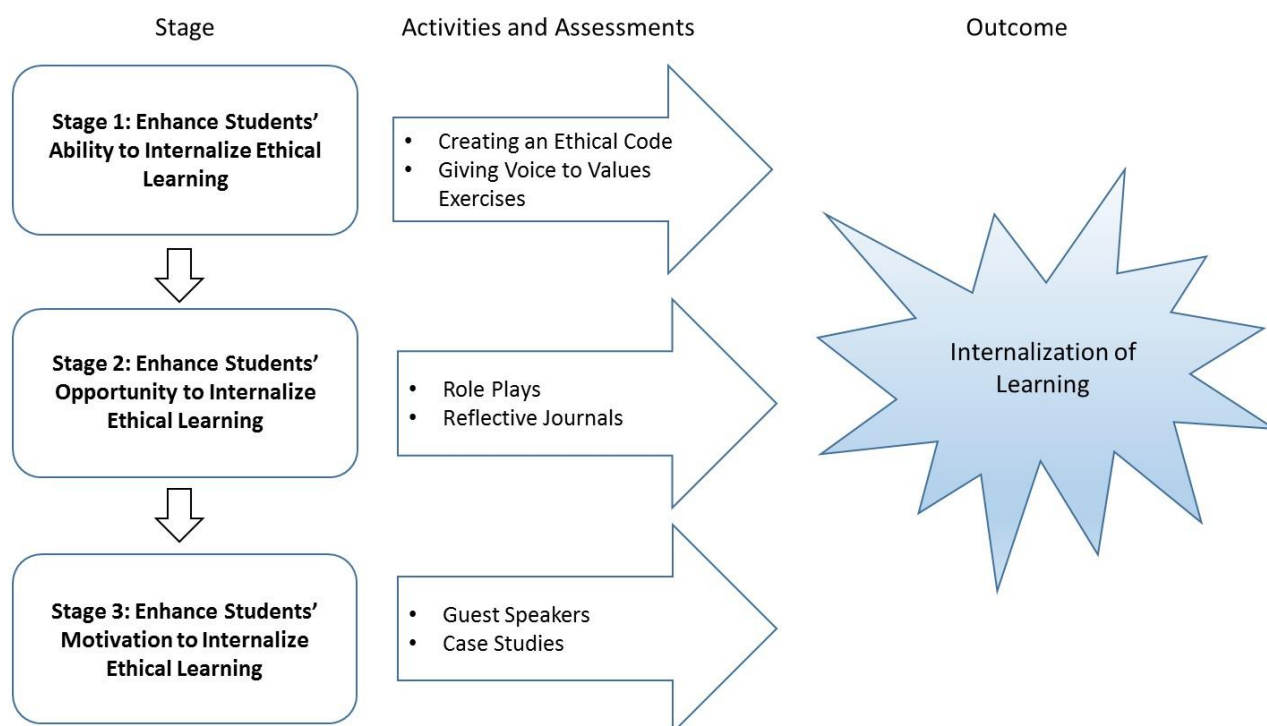 Stage
Activities and Assessments
Outcome
Stage 1: Enhance Students’
Ability to Internalize Ethical
Learning
• Creating an Ethical Code
• Giving Voice to Values
Exercises
Stage 2: Enhance Students’
Opportunity to Internalize
Ethical Learning
• Role Plays
• Reflective Journals
Internalization of
Learning
Stage 3: Enhance Students’
Motivation to Internalize
Ethical Learning
• Guest Speakers
• Case Studies